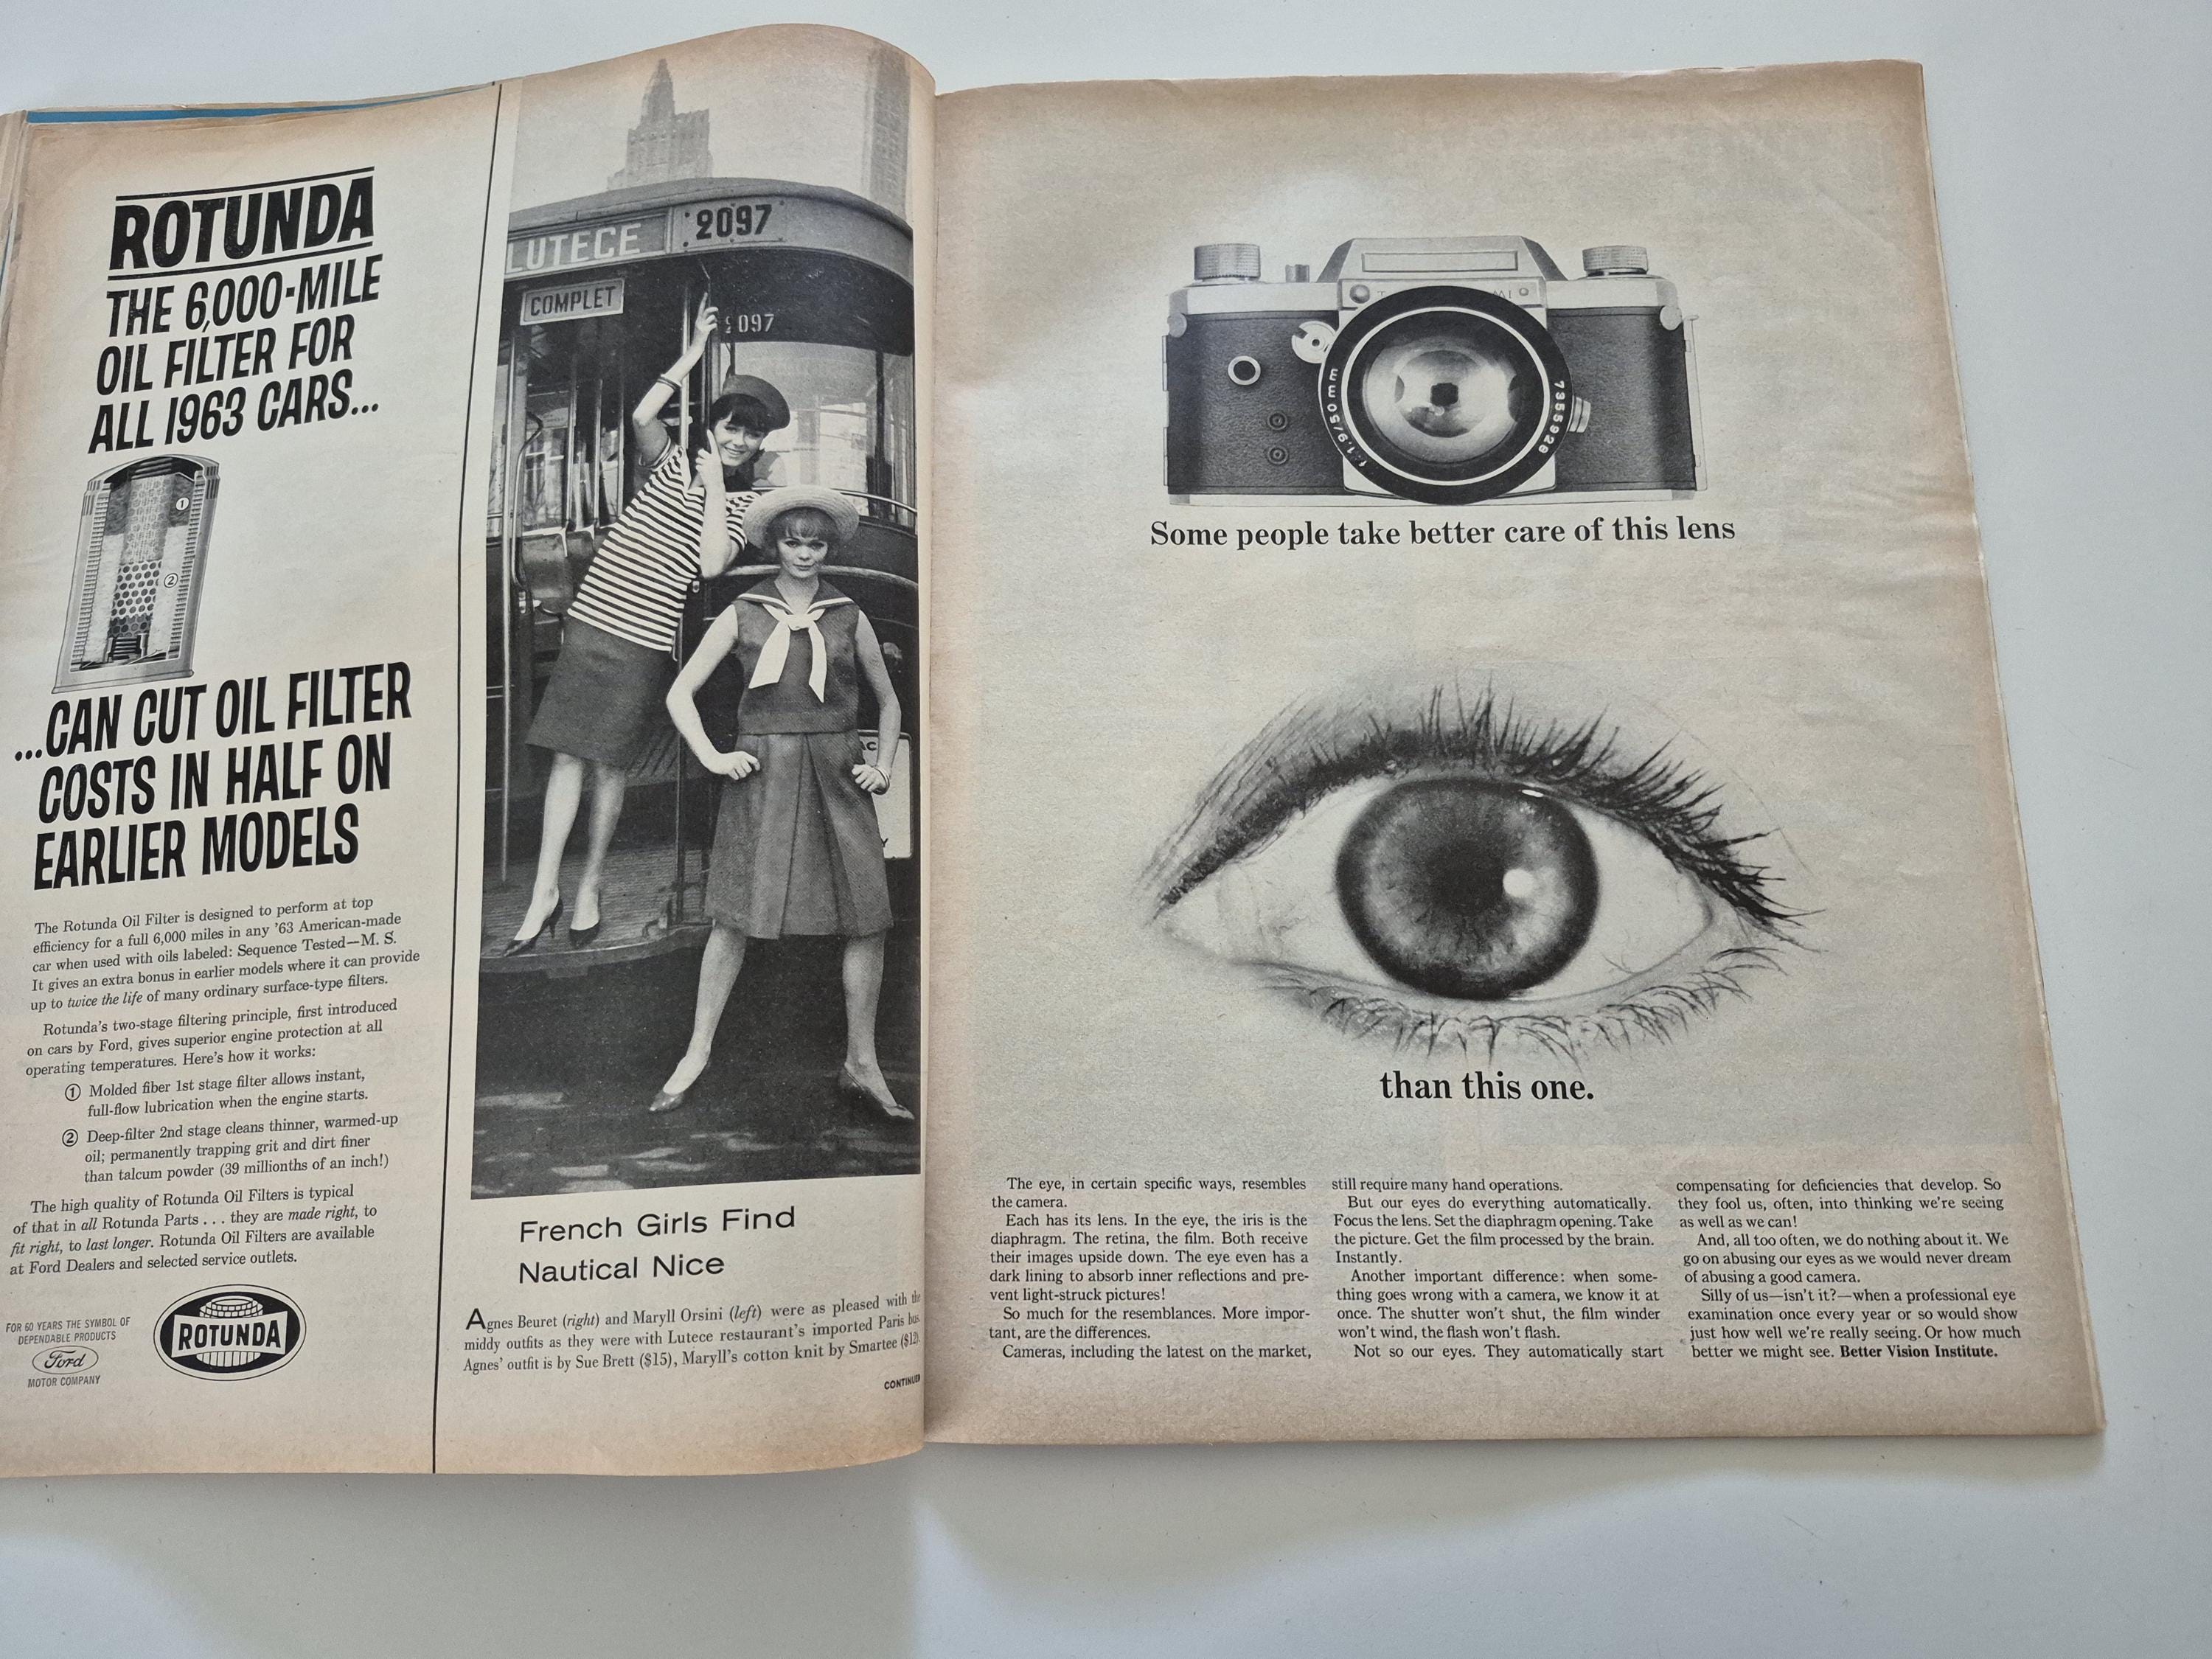 ROTUNDA
THE 6,000-MILE
OIL FILTER FOR
ALL 1963 CARS...
1
2
...CAN CUT OIL FILTER
COSTS IN HALF ON
EARLIER MODELS
The Rotunda Oil Filter is designed to perform at top
efficiency for a full 6,000 miles in any '63 American-made
car when used with oils labeled: Sequence Tested—M. S.
It gives an extra bonus in earlier models where it can provide
up to twice the life of many ordinary surface-type filters.
Rotunda's two-stage filtering principle, first introduced
on cars by Ford, gives superior engine protection at all
operating temperatures. Here's how it works:
① Molded fiber 1st stage filter allows instant,
full-flow lubrication when the engine starts.
② Deep-filter 2nd stage cleans thinner, warmed-up
oil; permanently trapping grit and dirt finer
than talcum powder (39 millionths of an inch!)
The high quality of Rotunda Oil Filters is typical
of that in all Rotunda Parts . . . they are made right, to
fit right, to last longer. Rotunda Oil Filters are available
at Ford Dealers and selected service outlets.
FOR 60 YEARS THE SYMBOL OF
DEPENDABLE PRODUCTS
Ford
MOTOR COMPANY
ROTUNDA
LUTECE 2097
COMPLET
2097
AC
French Girls Find
Nautical Nice
Agnes Beuret (right) and Maryll Orsini (left) were as pleased with the
middy outfits as they were with Lutece restaurant's imported Paris bus.
Agnes' outfit is by Sue Brett ($15), Maryll's cotton knit by Smartee ($12).
CONTINUED
1:1.9/50mm
7355928
Some people take better care of this lens
than this one.
The eye, in certain specific ways, resembles
the camera.
Each has its lens. In the eye, the iris is the
diaphragm. The retina, the film. Both receive
their images upside down. The eye even has a
dark lining to absorb inner reflections and pre-
vent light-struck pictures!
So much for the resemblances. More impor-
tant, are the differences.
Cameras, including the latest on the market,
still require many hand operations.
But our eyes do everything automatically.
Focus the lens. Set the diaphragm opening. Take
the picture. Get the film processed by the brain.
Instantly.
Another important difference: when some-
thing goes wrong with a camera, we know it at
once. The shutter won't shut, the film winder
won't wind, the flash won't flash.
Not so our eyes. They automatically start
compensating for deficiencies that develop. So
they fool us, often, into thinking we're seeing
as well as we can!
And, all too often, we do nothing about it. We
go on abusing our eyes as we would never dream
of abusing a good camera.
Silly of us—isn't it?—when a professional eye
examination once every year or so would show
just how well we're really seeing. Or how much
better we might see. Better Vision Institute.